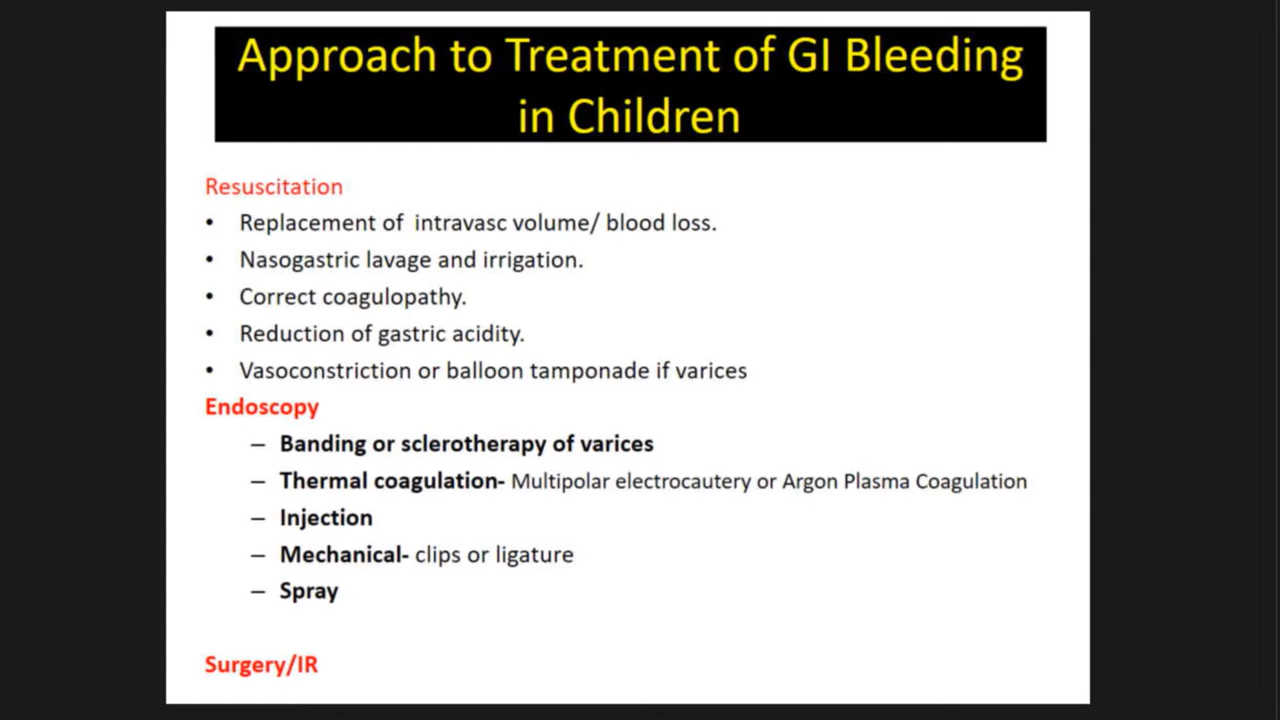 Approach to Treatment of GI Bleeding
in Children
Resuscitation
• Replacement of intravasc volume/ blood loss.
• Nasogastric lavage and irrigation.
• Correct coagulopathy.
• Reduction of gastric acidity.
• Vasoconstriction or balloon tamponade if varices
Endoscopy
– Banding or sclerotherapy of varices
– Thermal coagulation- Multipolar electrocautery or Argon Plasma Coagulation
– Injection
– Mechanical- clips or ligature
– Spray
Surgery/IR